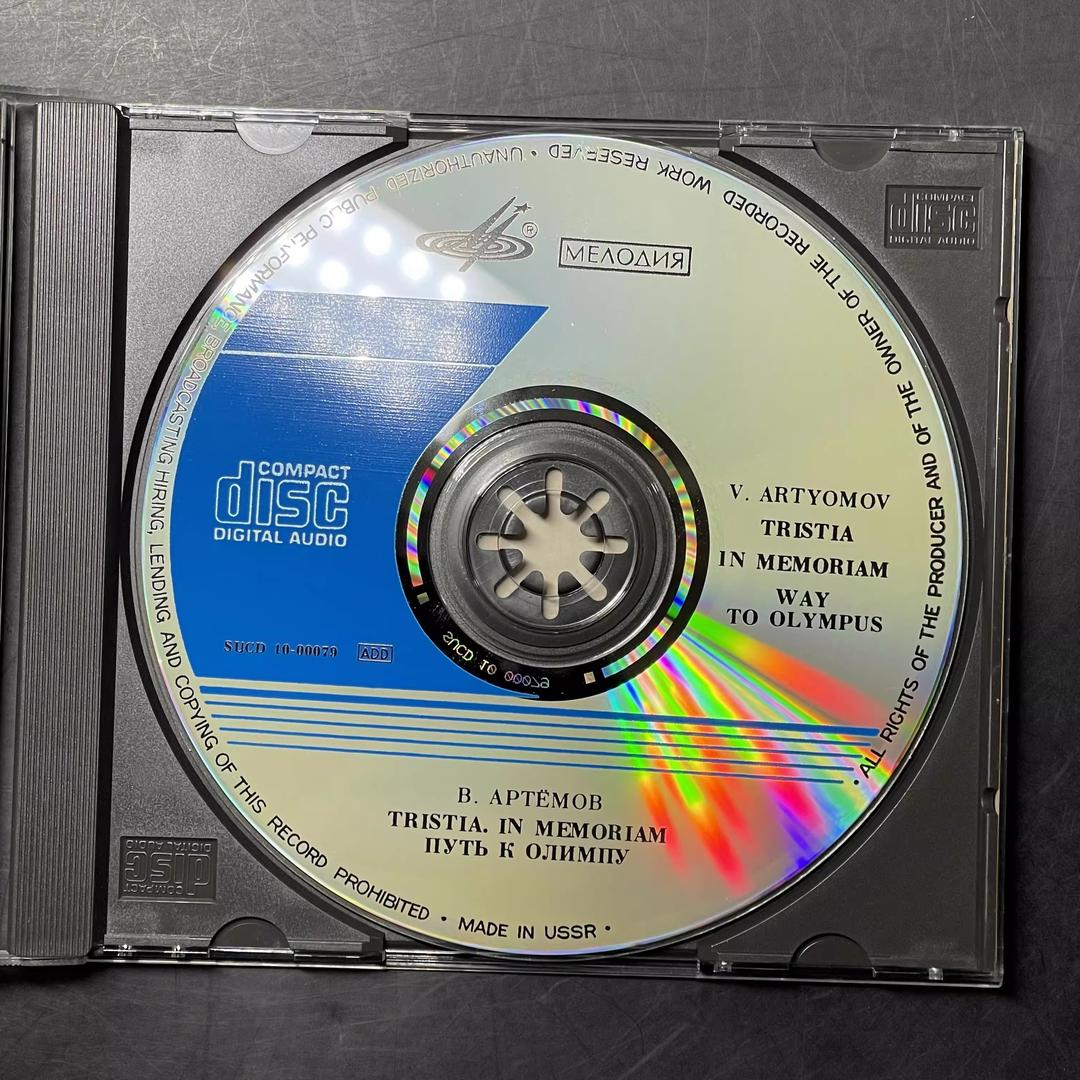 ®
МЕЛОДИЯ
COMPACT
disc
DIGITAL AUDIO
COMPACT
disc
DIGITAL AUDIO
V. ARTYOMOV
TRISTIA
IN MEMORIAM
WAY
TO OLYMPUS
SUCD 10-00079 ADD
SUCD 10 00079
В. АРТЁМОВ
TRISTIA. IN MEMORIAM
ПУТЬ К ОЛИМПУ
• ALL RIGHTS OF THE PRODUCER AND OF THE OWNER OF THE RECORDED WORK RESERVED • UNAUTHORIZED PUBLIC PERFORMANCE, BROADCASTING HIRING, LENDING AND COPYING OF THIS RECORD PROHIBITED • MADE IN USSR •
COMPACT
disc
DIGITAL AUDIO